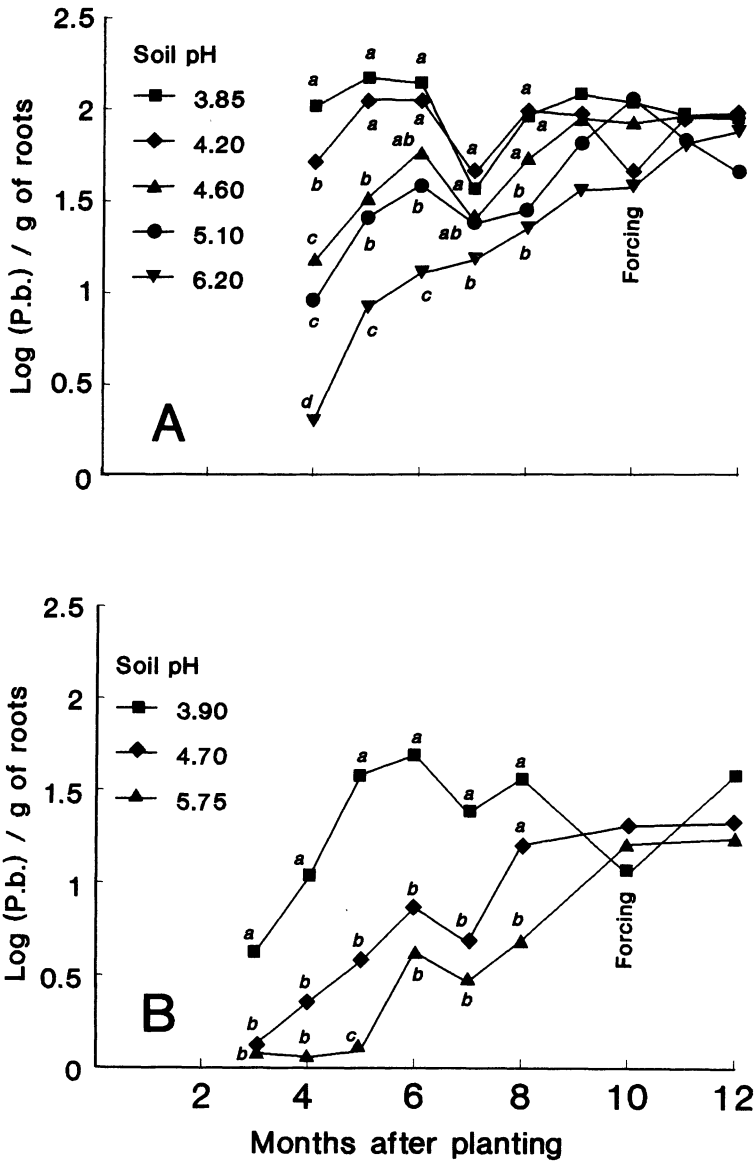 2.5
2
1.5
1
0.5
0
Log (P.b.) / g of roots
Soil pH
3.85
4.20
4.60
5.10
6.20
A
a a a
a a
b
ab
b b
c
b
c
c
c
d
a
a
ab
b
a
a
a
b
b
Forcing
2.5
2
1.5
1
0.5
0
Log (P.b.) / g of roots
Soil pH
3.90
4.70
5.75
B
a
a
a
a
a
a
b
b
b
b
b
a
b
b
c
b
b
b
Forcing
2 4 6 8 10 12
Months after planting